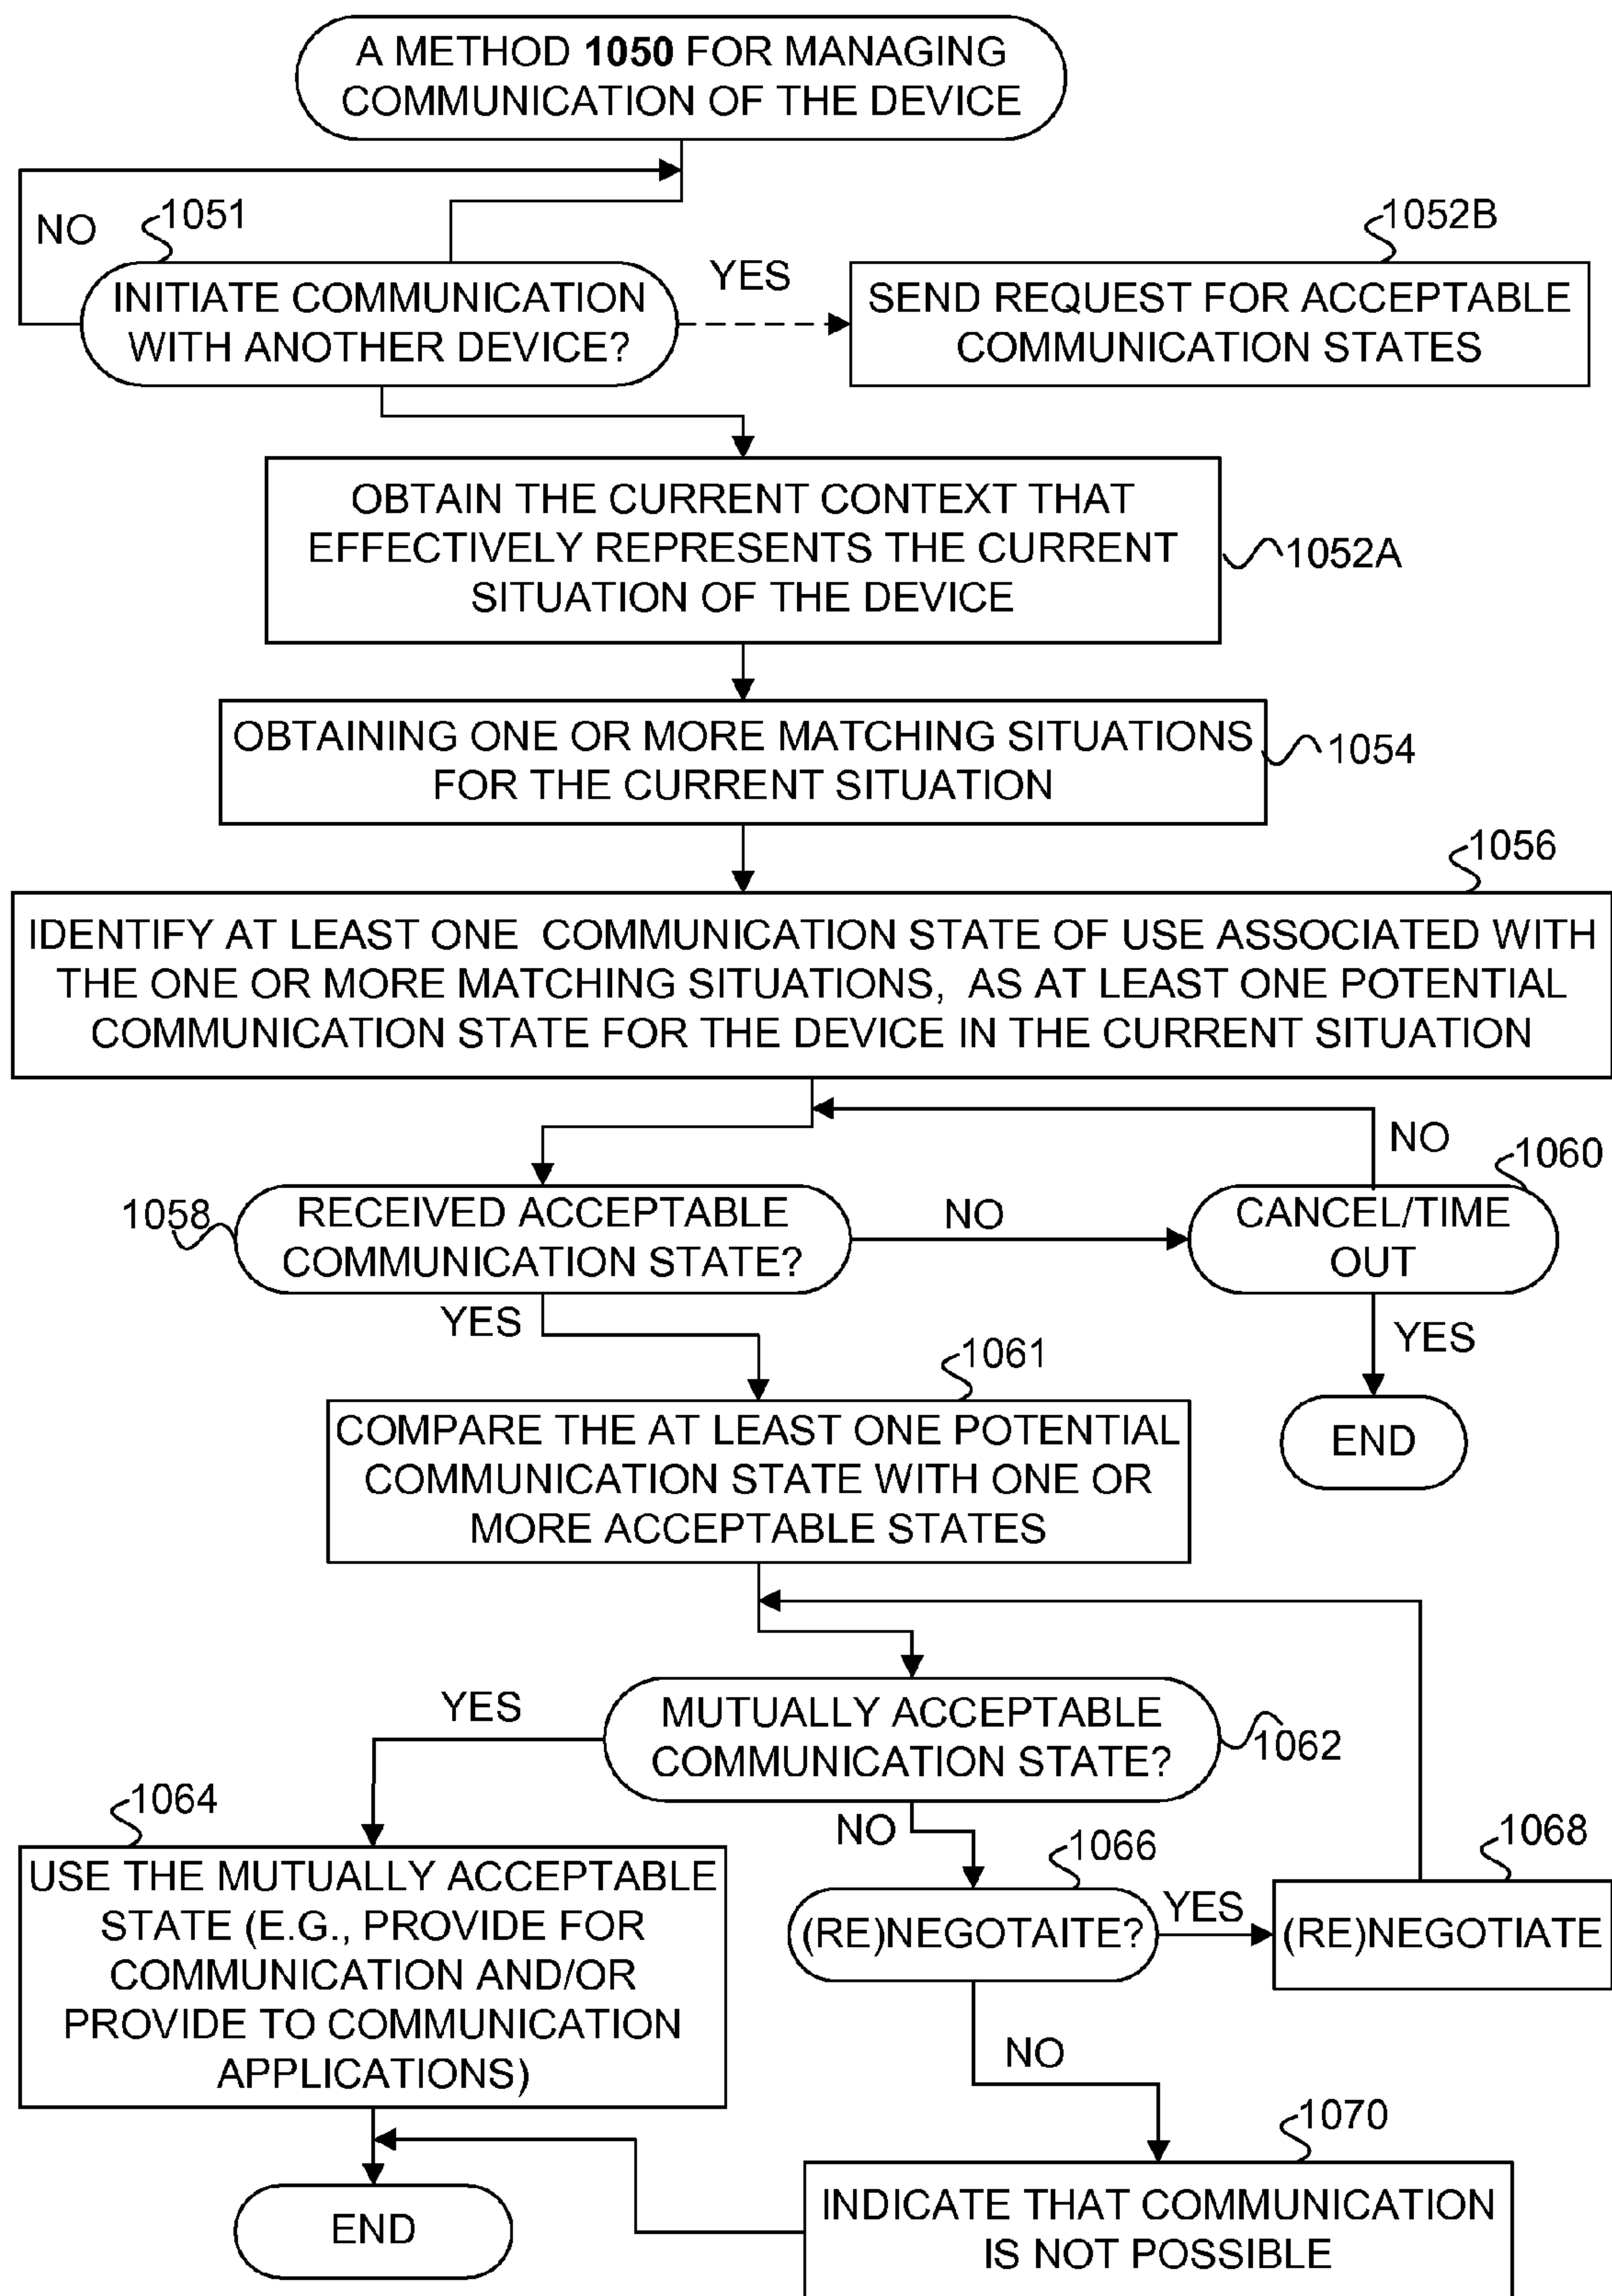 A METHOD 1050 FOR MANAGING
COMMUNICATION OF THE DEVICE
NO
1051
1052B
YES
INITIATE COMMUNICATION
WITH ANOTHER DEVICE?
SEND REQUEST FOR ACCEPTABLE
COMMUNICATION STATES
OBTAIN THE CURRENT CONTEXT THAT
EFFECTIVELY REPRESENTS THE CURRENT
SITUATION OF THE DEVICE
1052A
OBTAINING ONE OR MORE MATCHING SITUATIONS
FOR THE CURRENT SITUATION
1054
1056
IDENTIFY AT LEAST ONE COMMUNICATION STATE OF USE ASSOCIATED WITH
THE ONE OR MORE MATCHING SITUATIONS, AS AT LEAST ONE POTENTIAL
COMMUNICATION STATE FOR THE DEVICE IN THE CURRENT SITUATION
NO
1060
1058
RECEIVED ACCEPTABLE
COMMUNICATION STATE?
NO
CANCEL/TIME
OUT
YES
YES
1061
COMPARE THE AT LEAST ONE POTENTIAL
COMMUNICATION STATE WITH ONE OR
MORE ACCEPTABLE STATES
END
YES
MUTUALLY ACCEPTABLE
COMMUNICATION STATE?
1062
1064
NO
1066
1068
USE THE MUTUALLY ACCEPTABLE
STATE (E.G., PROVIDE FOR
COMMUNICATION AND/OR
PROVIDE TO COMMUNICATION
APPLICATIONS)
(RE)NEGOTAITE?
YES
(RE)NEGOTIATE
NO
1070
END
INDICATE THAT COMMUNICATION
IS NOT POSSIBLE